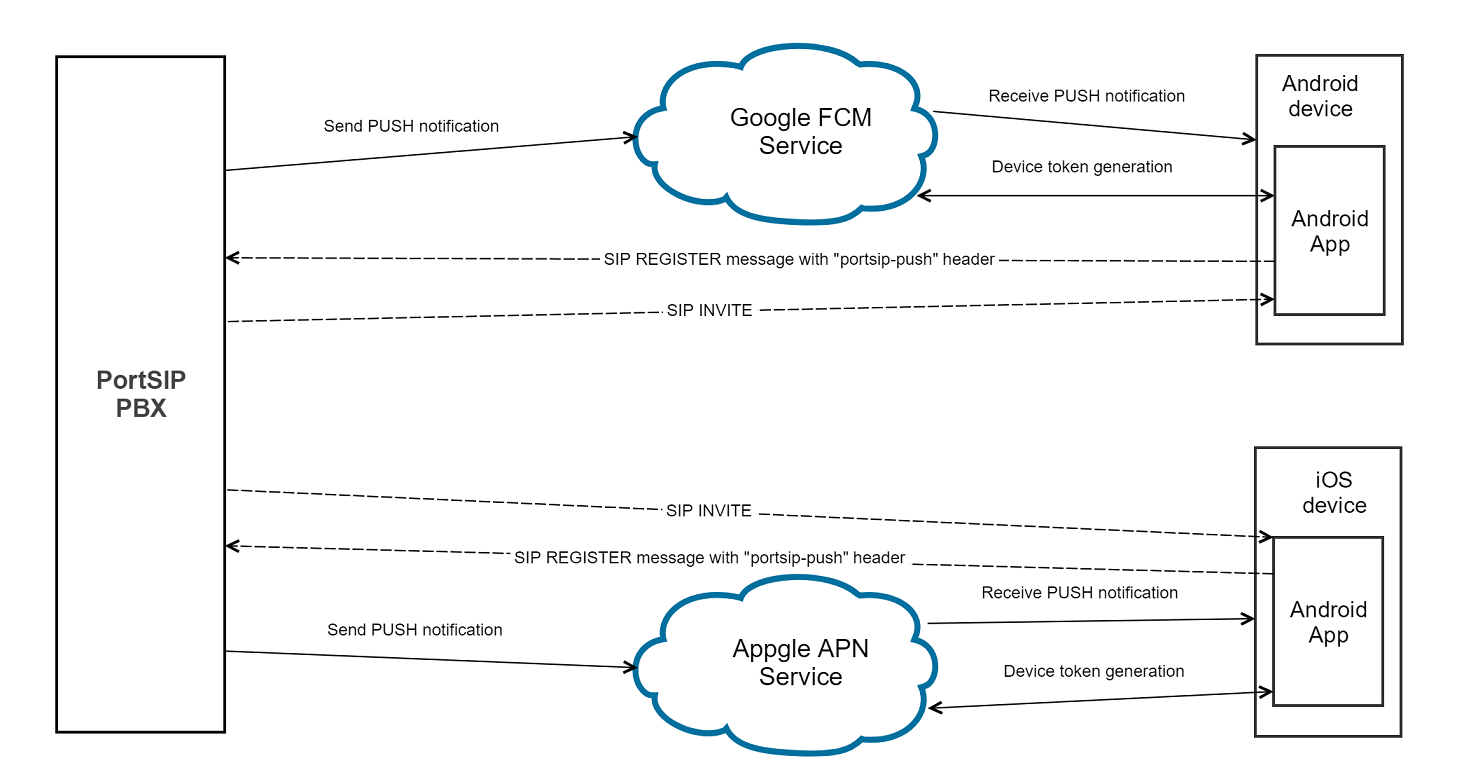 Google FCM
Service
Android
device
Receive PUSH notification
Send PUSH notification
Device token generation
Android
App
SIP REGISTER message with "portsip-push" header
SIP INVITE
PortSIP
PBX
iOS
device
SIP INVITE
SIP REGISTER message with "portsip-push" header
Receive PUSH notification
Android
App
Send PUSH notification
Appgle APN
Service
Device token generation